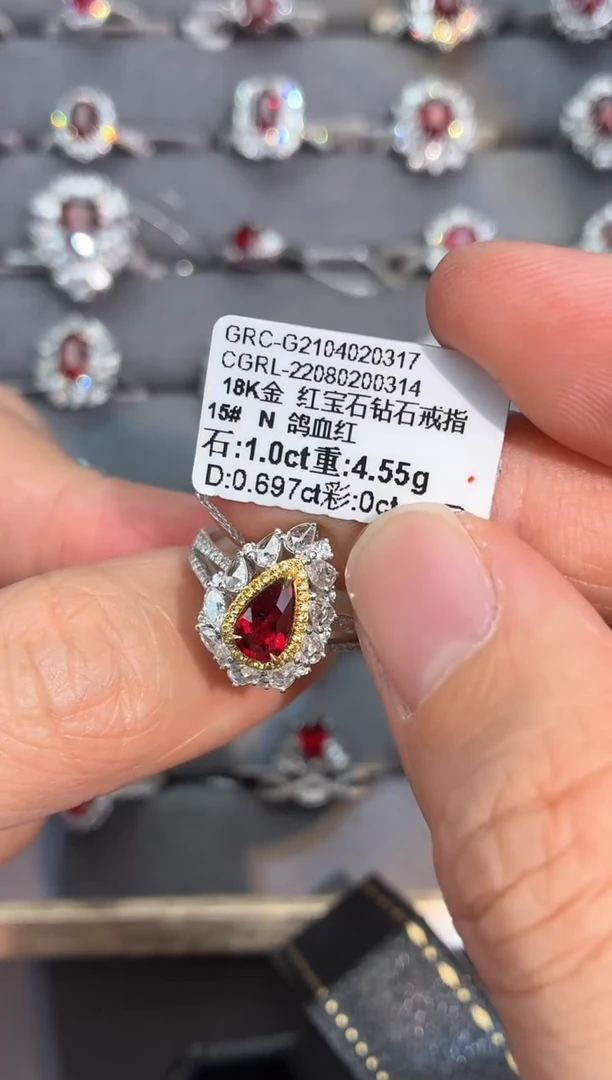 GRC-G2104020317
CGRL-22080200314
18K金 红宝石钻石戒指
15# N 鸽血红
石:1.0ct重:4.55g
D:0.697ct彩:0ct